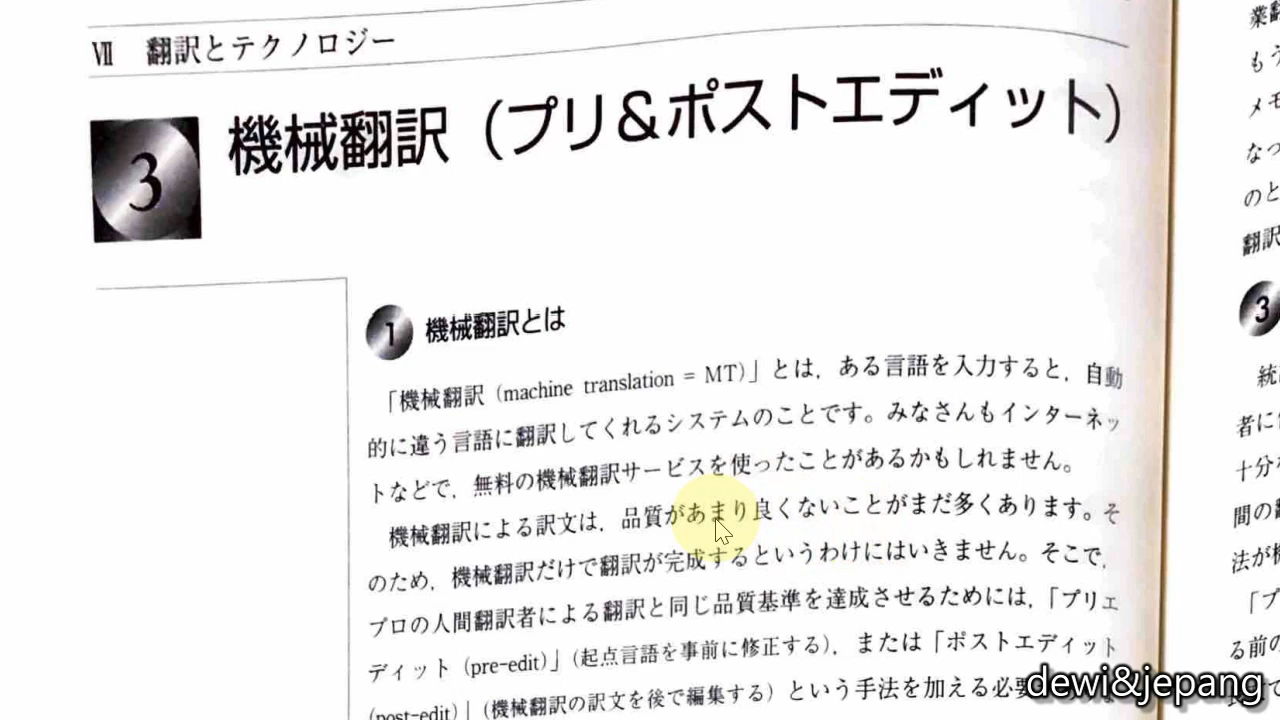 Ⅶ 翻訳とテクノロジー
3 機械翻訳（プリ＆ポストエディット）
1 機械翻訳とは
「機械翻訳（machine translation = MT）」とは，ある言語を入力すると，自動
的に違う言語に翻訳してくれるシステムのことです。みなさんもインターネッ
トなどで，無料の機械翻訳サービスを使ったことがあるかもしれません。
機械翻訳による訳文は，品質があまり良くないことがまだ多くあります。そ
のため，機械翻訳だけで翻訳が完成するというわけにはいきません。そこで，
プロの人間翻訳者による翻訳と同じ品質基準を達成させるためには，「プリエ
ディット（pre-edit）」（起点言語を事前に修正する），または「ポストエディット
（post-edit）」（機械翻訳の訳文を後で編集する）という手法を加える必要
もう
メモ
なっ
のと
翻訳
3
統
者に
十分
間の
法が
「プ
る前の
dewi&jepang